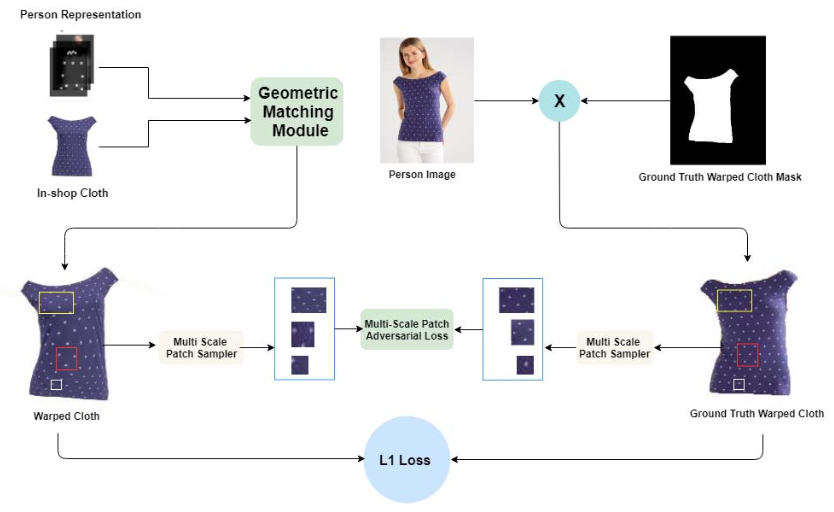 Person Representation
Geometric
Matching
Module
X
In-shop Cloth
Person Image
Ground Truth Warped Cloth Mask
Multi Scale
Patch Sampler
Multi-Scale Patch
Adversarial Loss
Multi Scale
Patch Sampler
Warped Cloth
Ground Truth Warped Cloth
L1 Loss